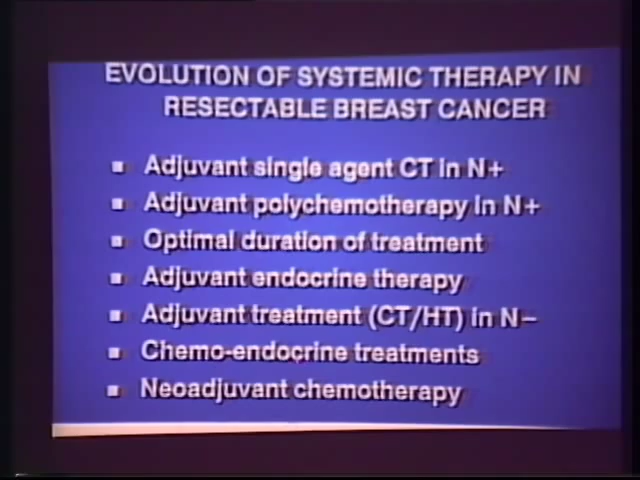 EVOLUTION OF SYSTEMIC THERAPY IN
RESECTABLE BREAST CANCER
▪ Adjuvant single agent CT in N+
▪ Adjuvant polychemotherapy in N+
▪ Optimal duration of treatment
▪ Adjuvant endocrine therapy
▪ Adjuvant treatment (CT/HT) in N−
▪ Chemo-endocrine treatments
▪ Neoadjuvant chemotherapy